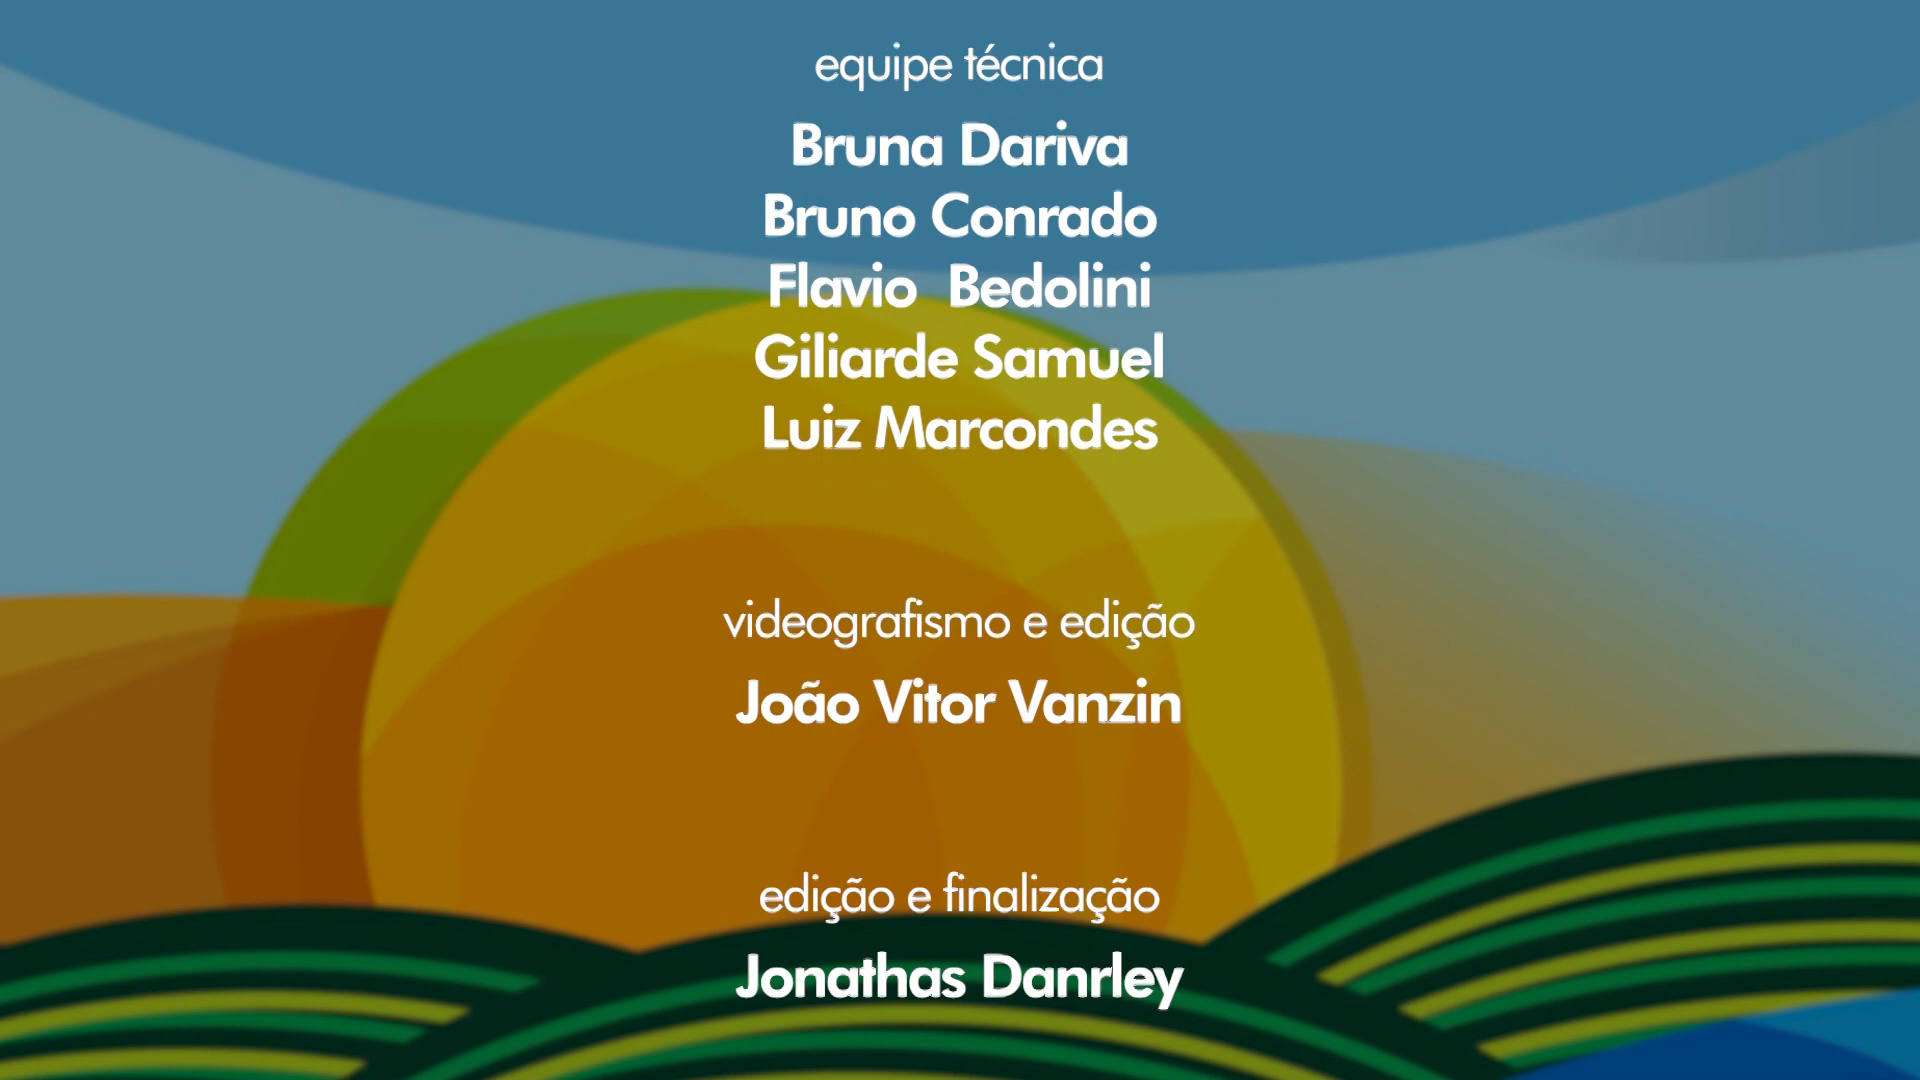 equipe técnica
Bruna Dariva
Bruno Conrado
Flavio  Bedolini
Giliarde Samuel
Luiz Marcondes
videografismo e edição
João Vitor Vanzin
edição e finalização
Jonathas Danrley